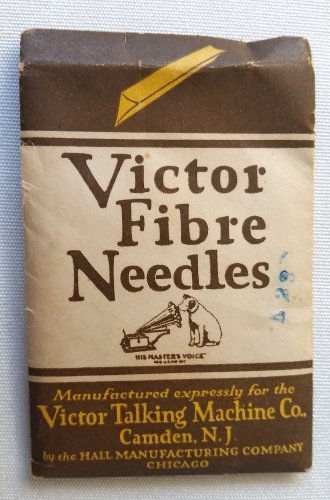 Victor
Fibre
Needles
HIS MASTER'S VOICE
Manufactured expressly for the
Victor Talking Machine Co.,
Camden, N.J
by the HALL MANUFACTURING COMPANY
CHICAGO